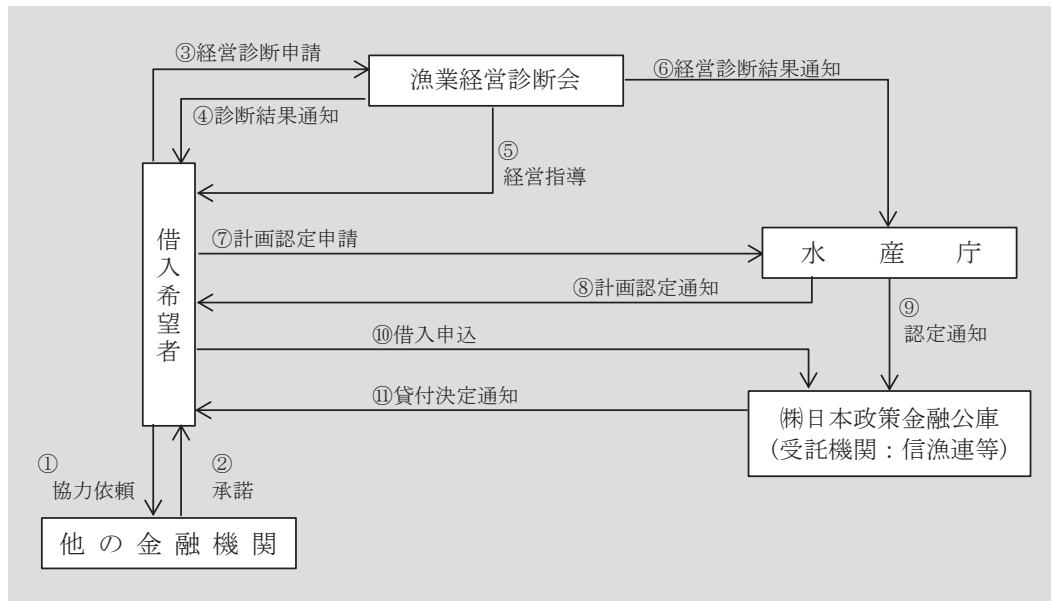 ③経営診断申請
漁業経営診断会
⑥経営診断結果通知
④診断結果通知
⑤
経営指導
借入希望者
⑦計画認定申請
水産庁
⑧計画認定通知
⑨
認定通知
⑩借入申込
⑪貸付決定通知
㈱日本政策金融公庫
(受託機関：信漁連等)
①
協力依頼
②
承諾
他の金融機関